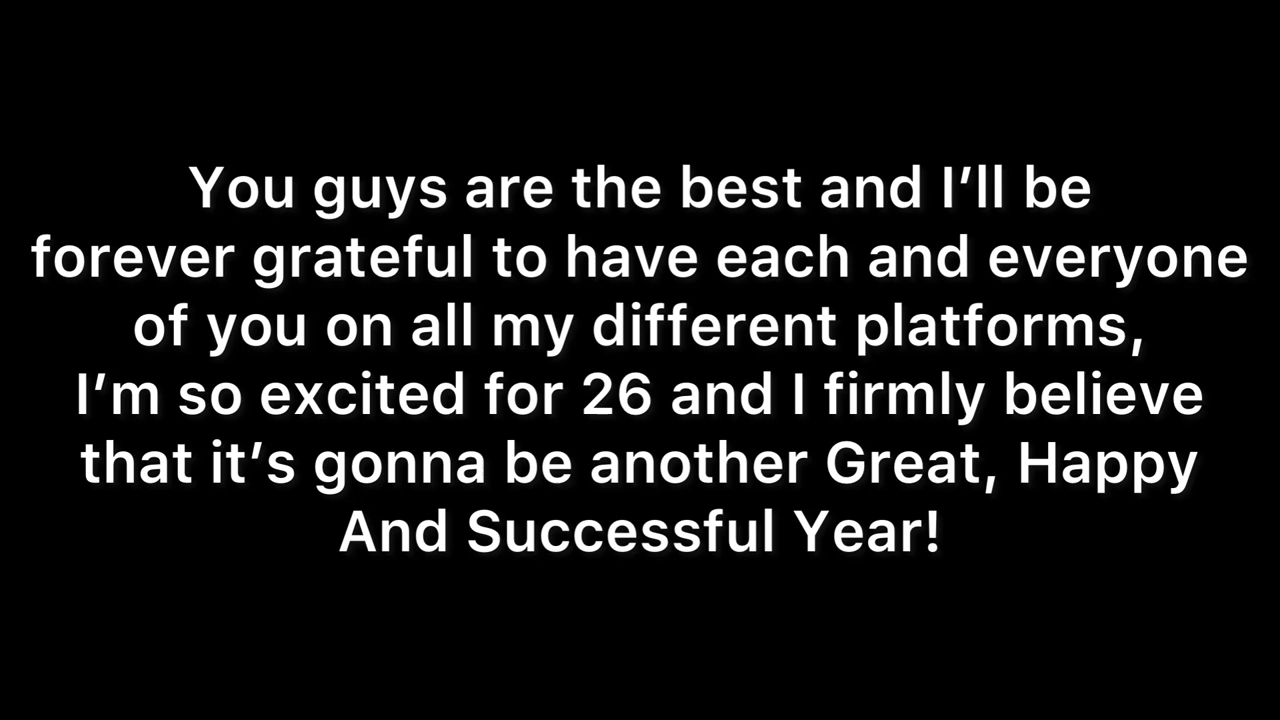 You guys are the best and I’ll be
forever grateful to have each and everyone
of you on all my different platforms,
I’m so excited for 26 and I firmly believe
that it’s gonna be another Great, Happy
And Successful Year!